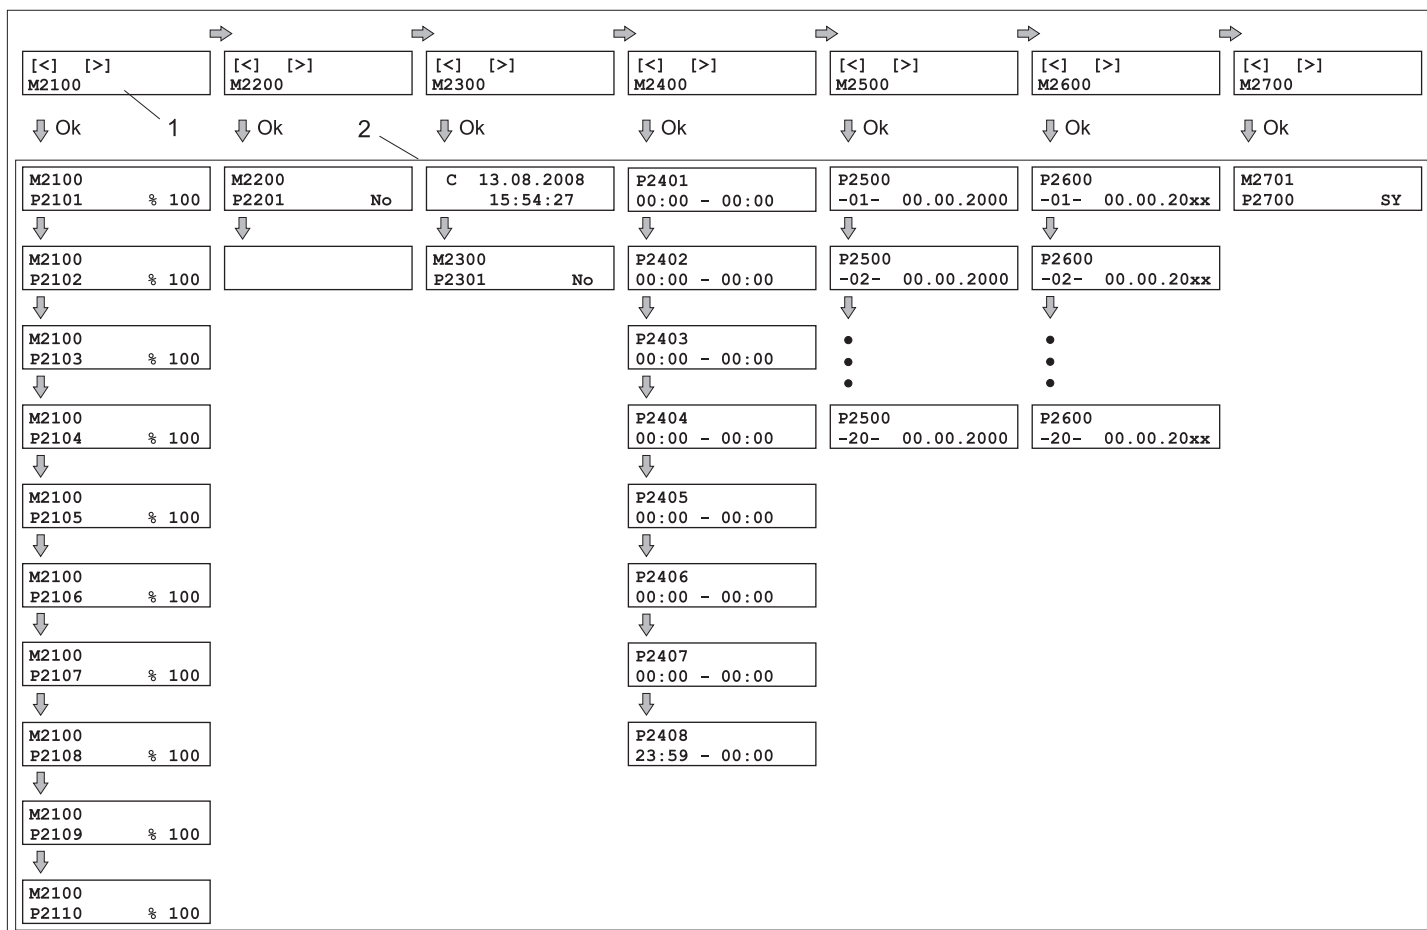 [<] [>]
M2100
[<] [>]
M2200
[<] [>]
M2300
[<] [>]
M2400
[<] [>]
M2500
[<] [>]
M2600
[<] [>]
M2700
Ok
1
Ok
2
Ok
Ok
Ok
Ok
Ok
M2100
P2101 % 100
M2100
P2102 % 100
M2100
P2103 % 100
M2100
P2104 % 100
M2100
P2105 % 100
M2100
P2106 % 100
M2100
P2107 % 100
M2100
P2108 % 100
M2100
P2109 % 100
M2100
P2110 % 100
M2200
P2201 No
C 13.08.2008
15:54:27
M2300
P2301 No
P2401
00:00 - 00:00
P2402
00:00 - 00:00
P2403
00:00 - 00:00
P2404
00:00 - 00:00
P2405
00:00 - 00:00
P2406
00:00 - 00:00
P2407
00:00 - 00:00
P2408
23:59 - 00:00
P2500
-01- 00.00.2000
P2500
-02- 00.00.2000
P2500
-20- 00.00.2000
P2600
-01- 00.00.20xx
P2600
-02- 00.00.20xx
P2600
-20- 00.00.20xx
M2701
P2700 SY